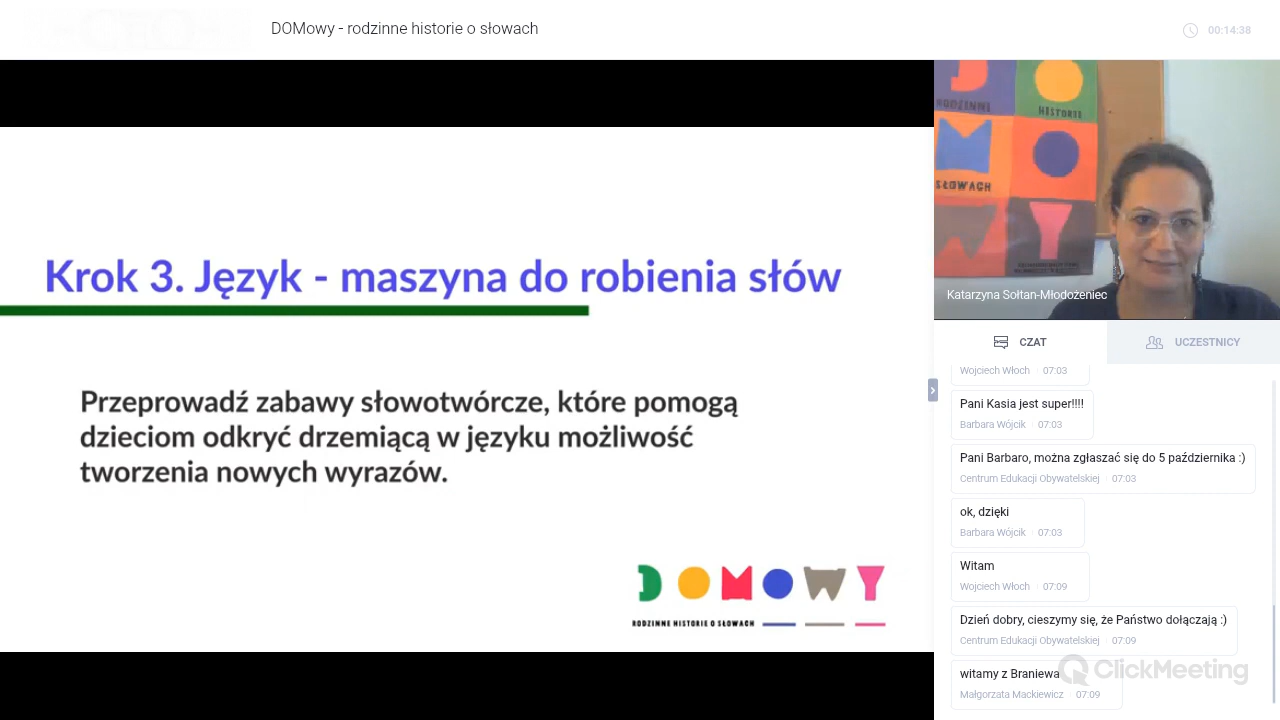 DOMowy - rodzinne historie o słowach
00:14:38
Krok 3. Język - maszyna do robienia słów
Przeprowadź zabawy słowotwórcze, które pomogą
dzieciom odkryć drzemiącą w języku możliwość
tworzenia nowych wyrazów.
DOMOWY
RODZINNE HISTORIE O SŁOWACH
D O
RODZINNE HISTORIE
M O
SŁOWACH
W Y
Katarzyna Sołtan-Młodożeniec
CZAT
UCZESTNICY
Wojciech Włoch 07:03
Pani Kasia jest super!!!!
Barbara Wójcik 07:03
Pani Barbaro, można zgłaszać się do 5 października :)
Centrum Edukacji Obywatelskiej 07:03
ok, dzięki
Barbara Wójcik 07:03
Witam
Wojciech Włoch 07:09
Dzień dobry, cieszymy się, że Państwo dołączają :)
Centrum Edukacji Obywatelskiej 07:09
witamy z Braniewa
Małgorzata Mackiewicz 07:09
ClickMeeting